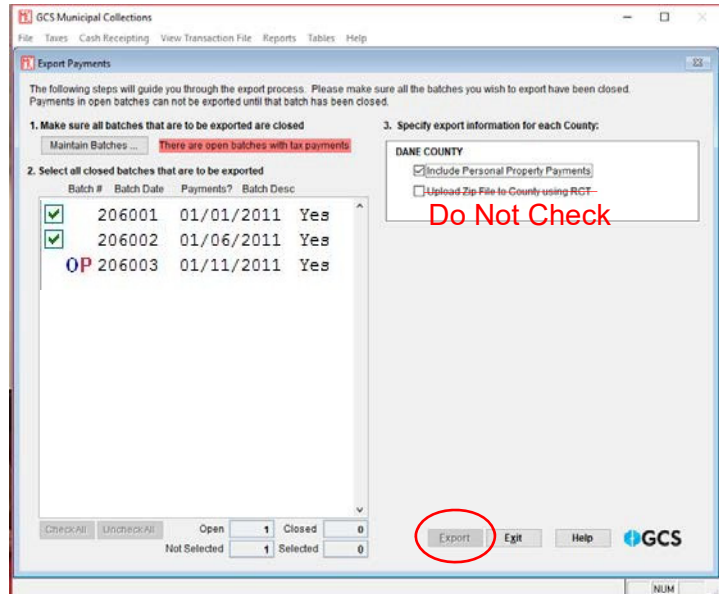 GCS Municipal Collections
File Taxes Cash Receipting View Transaction File Reports Tables Help
Export Payments
The following steps will guide you through the export process. Please make sure all the batches you wish to export have been closed.
Payments in open batches can not be exported until that batch has been closed.
1. Make sure all batches that are to be exported are closed
Maintain Batches ... There are open batches with tax payments
2. Select all closed batches that are to be exported
Batch # Batch Date Payments? Batch Desc
206001 01/01/2011 Yes
206002 01/06/2011 Yes
OP 206003 01/11/2011 Yes
Check All Uncheck All Open 1 Closed 0
Not Selected 1 Selected 0
3. Specify export information for each County:
DANE COUNTY
Include Personal Property Payments
Upload Zip File to County using RCT
Do Not Check
Export Exit Help GCS
NUM